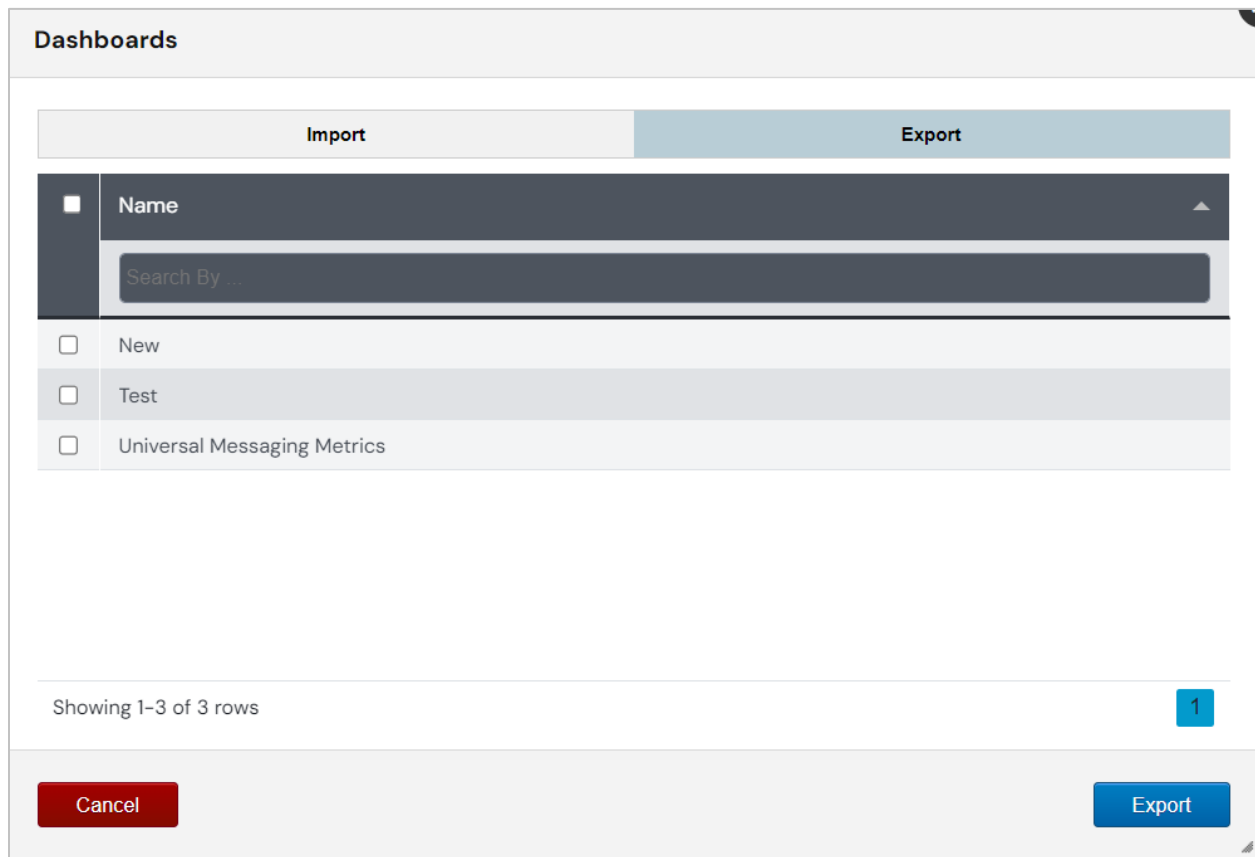 Dashboards
Import Export
Name
Search By ...
New
Test
Universal Messaging Metrics
Showing 1-3 of 3 rows 1
Cancel Export